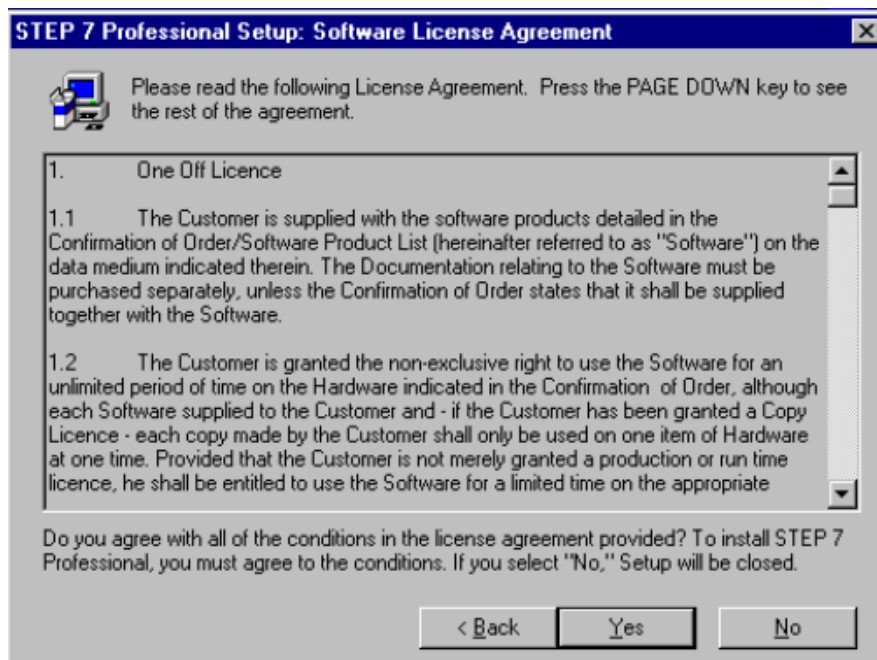 STEP 7 Professional Setup: Software License Agreement
Please read the following License Agreement. Press the PAGE DOWN key to see
the rest of the agreement.
1. One Off Licence
1.1 The Customer is supplied with the software products detailed in the
Confirmation of Order/Software Product List (hereinafter referred to as "Software") on the
data medium indicated therein. The Documentation relating to the Software must be
purchased separately, unless the Confirmation of Order states that it shall be supplied
together with the Software.
1.2 The Customer is granted the non-exclusive right to use the Software for an
unlimited period of time on the Hardware indicated in the Confirmation of Order, although
each Software supplied to the Customer and - if the Customer has been granted a Copy
Licence - each copy made by the Customer shall only be used on one item of Hardware
at one time. Provided that the Customer is not merely granted a production or run time
licence, he shall be entitled to use the Software for a limited time on the appropriate
Do you agree with all of the conditions in the license agreement provided? To install STEP 7
Professional, you must agree to the conditions. If you select "No," Setup will be closed.
< Back Yes No